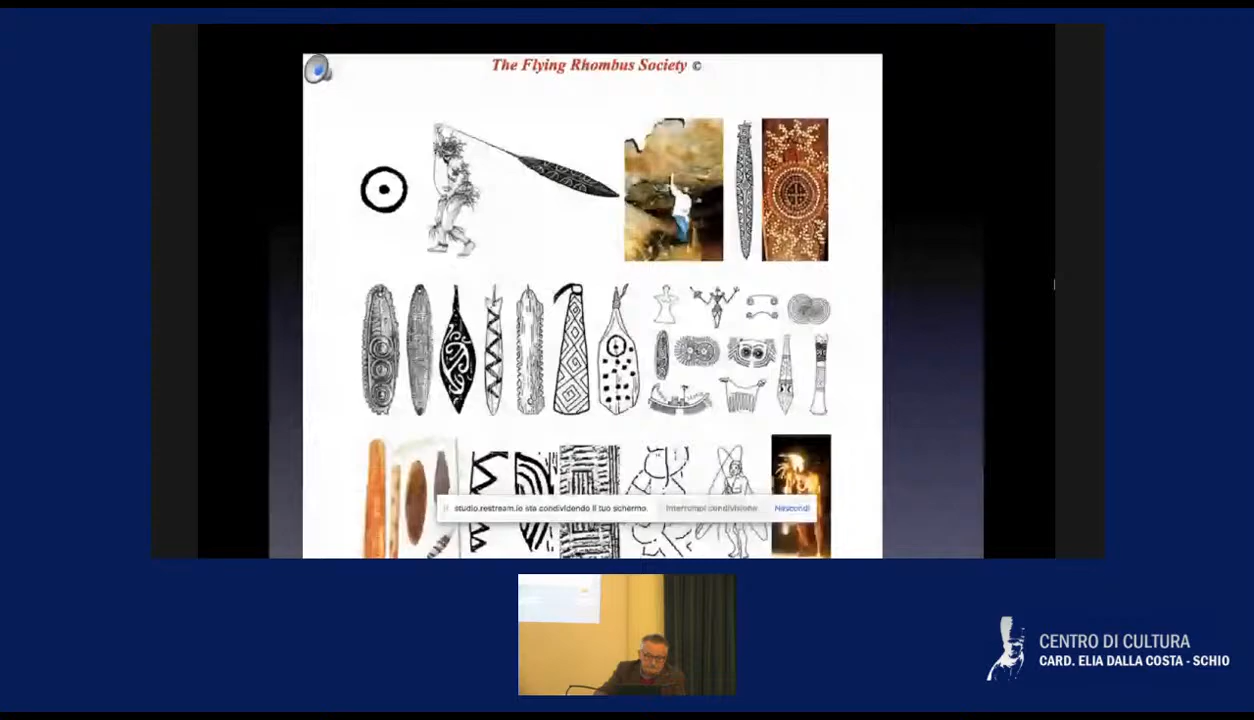 The Flying Rhombus Society ©
studio.restream.io sta condividendo il tuo schermo.
Interrompi condivisione
Nascondi
CENTRO DI CULTURA
CARD. ELIA DALLA COSTA - SCHIO